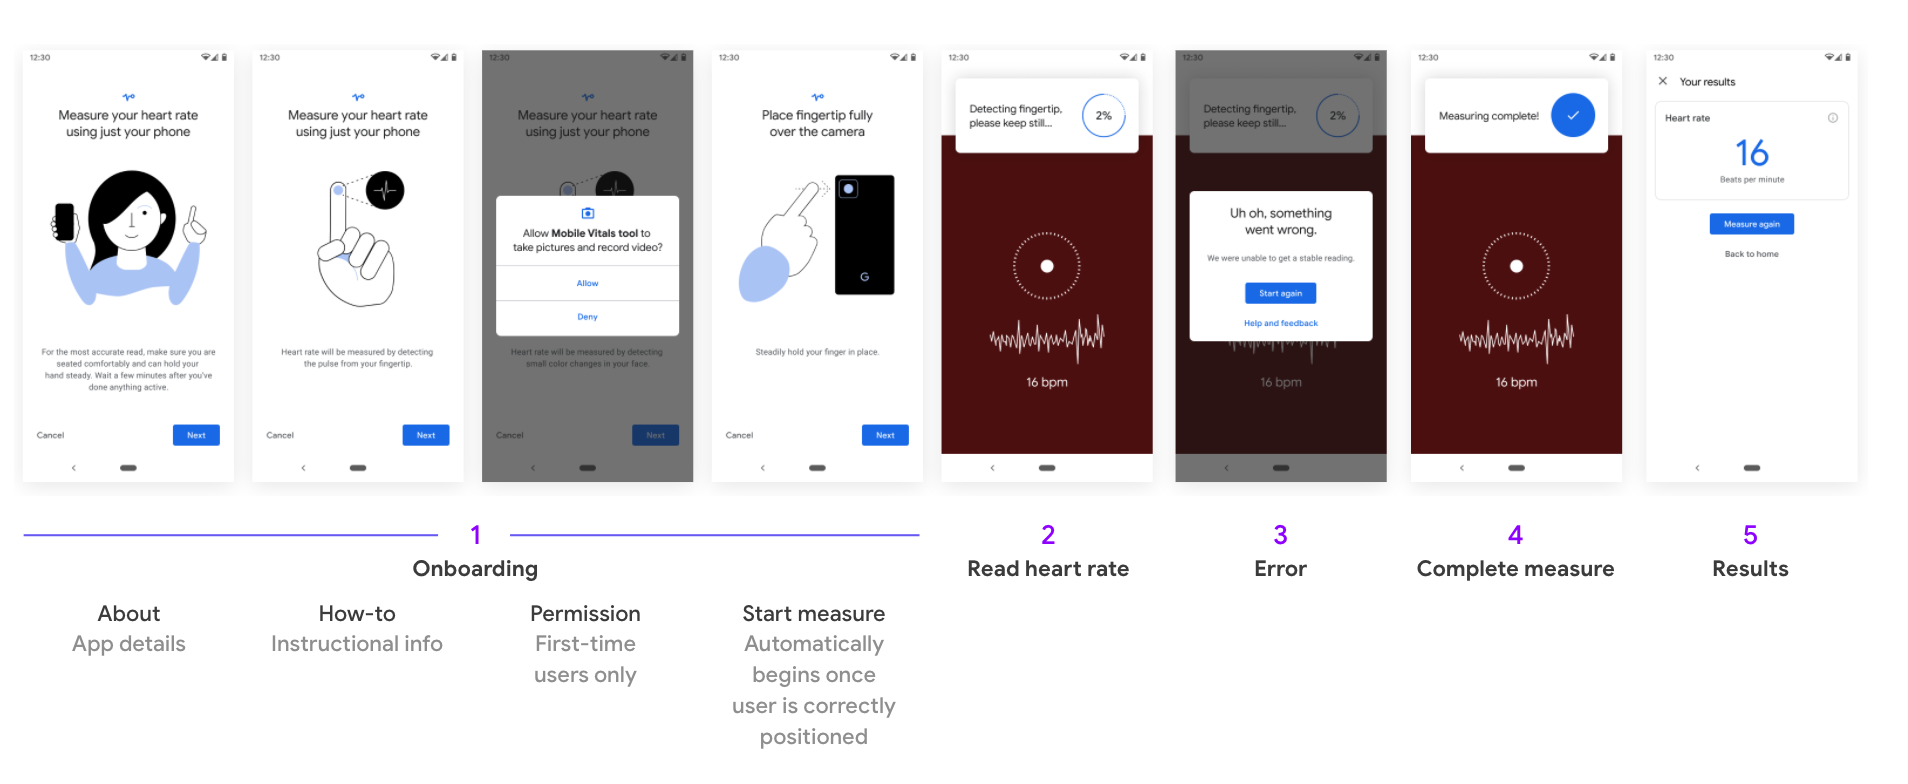 12:30
Measure your heart rate
using just your phone
For the most accurate read, make sure you are
seated comfortably and can hold your
hand steady. Wait a few minutes after you've
done anything active.
Cancel
Next
12:30
Measure your heart rate
using just your phone
Heart rate will be measured by detecting
the pulse from your fingertip.
Cancel
Next
12:30
Measure your heart rate
using just your phone
Allow Mobile Vitals tool to
take pictures and record video?
Allow
Deny
Heart rate will be measured by detecting
small color changes in your face.
Cancel
Next
12:30
Place fingertip fully
over the camera
G
Steadily hold your finger in place.
Cancel
Next
12:30
Detecting fingertip,
please keep still...
2%
16 bpm
12:30
Detecting fingertip,
please keep still...
2%
Uh oh, something
went wrong.
We were unable to get a stable reading.
Start again
Help and feedback
16 bpm
12:30
Measuring complete!
16 bpm
12:30
Your results
Heart rate
16
Beats per minute
Measure again
Back to home
1
Onboarding
About
App details
How-to
Instructional info
Permission
First-time
users only
Start measure
Automatically
begins once
user is correctly
positioned
2
Read heart rate
3
Error
4
Complete measure
5
Results